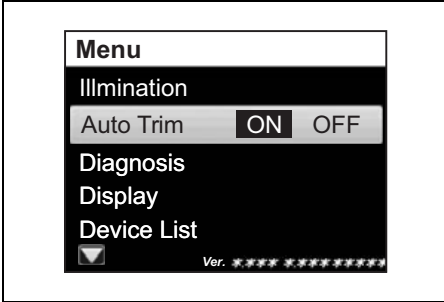 Menu
Illmination
Auto Trim ON OFF
Diagnosis
Display
Device List
Ver. **** **********